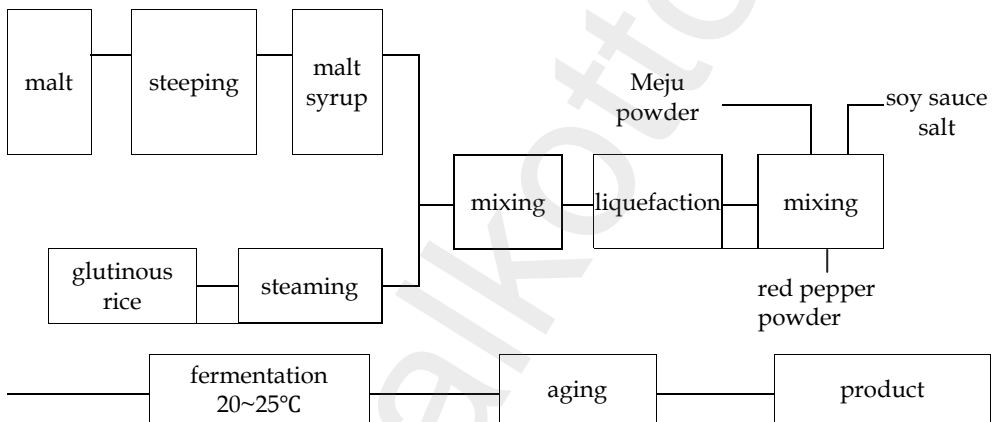 malt
steeping
malt
syrup
Meju
powder
soy sauce
salt
mixing
liquefaction
mixing
glutinous
rice
steaming
red pepper
powder
fermentation
20~25℃
aging
product